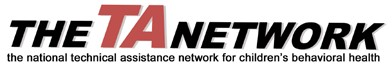 THE TA NETWORK
the national technical assistance network for children's behavioral health